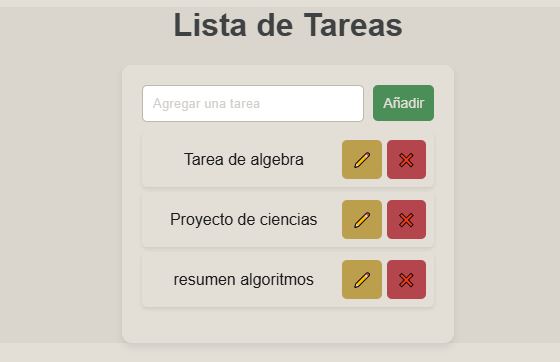 Lista de Tareas
Agregar una tarea
Añadir
Tarea de algebra
Proyecto de ciencias
resumen algoritmos